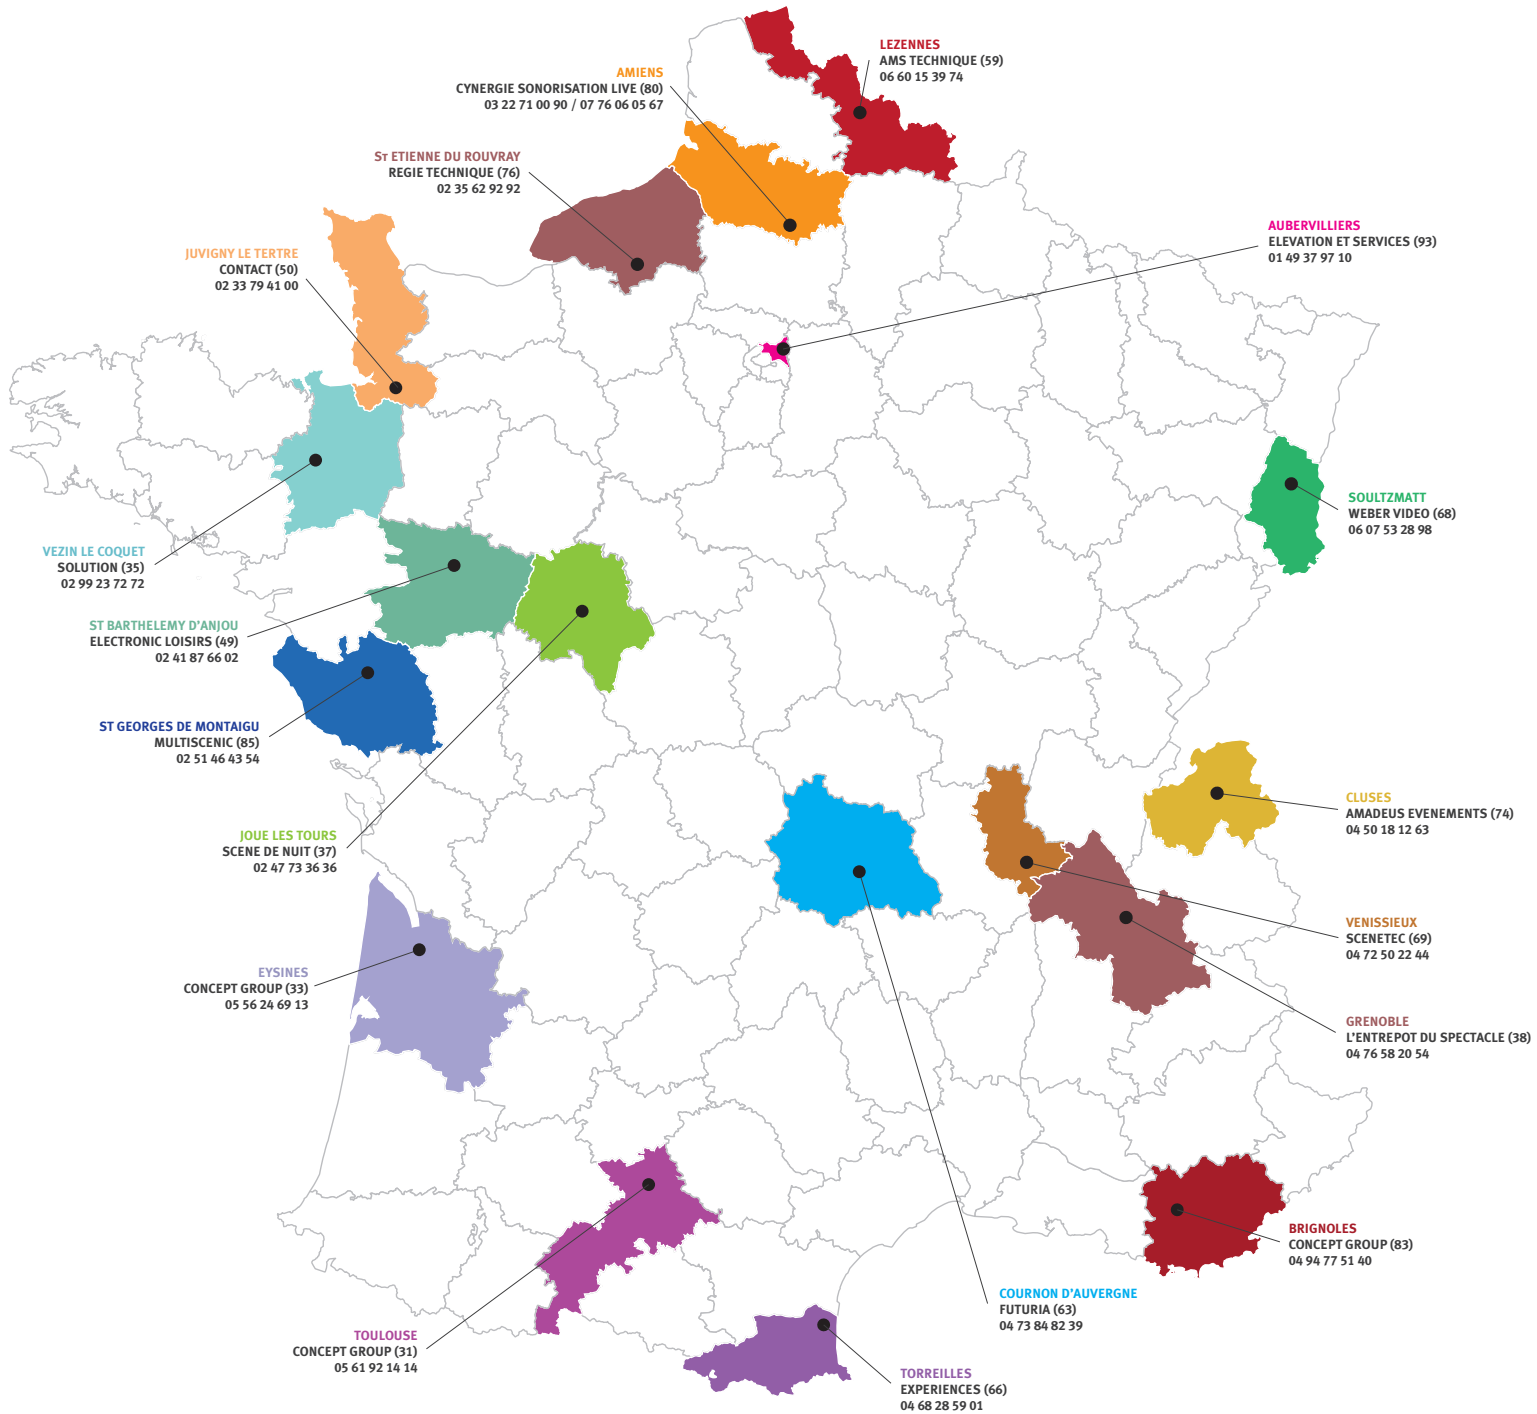 LEZENNES
AMS TECHNIQUE (59)
06 60 15 39 74
AMIENS
CYNERGIE SONORISATION LIVE (80)
03 22 71 00 90 / 07 76 06 05 67
ST ETIENNE DU ROUVRAY
REGIE TECHNIQUE (76)
02 35 62 92 92
AUBERVILLIERS
ELEVATION ET SERVICES (93)
01 49 37 97 10
JUVIGNY LE TERTRE
CONTACT (50)
02 33 79 41 00
SOULTZMATT
WEBER VIDEO (68)
06 07 53 28 98
VEZIN LE COQUET
SOLUTION (35)
02 99 23 72 72
ST BARTHELEMY D'ANJOU
ELECTRONIC LOISIRS (49)
02 41 87 66 02
ST GEORGES DE MONTAIGU
MULTISCENIC (85)
02 51 46 43 54
CLUSES
AMADEUS EVENEMENTS (74)
04 50 18 12 63
JOUE LES TOURS
SCENE DE NUIT (37)
02 47 73 36 36
VENISSIEUX
SCENETEC (69)
04 72 50 22 44
EYSINES
CONCEPT GROUP (33)
05 56 24 69 13
GRENOBLE
L'ENTREPOT DU SPECTACLE (38)
04 76 58 20 54
BRIGNOLES
CONCEPT GROUP (83)
04 94 77 51 40
COURNON D'AUVERGNE
FUTURIA (63)
04 73 84 82 39
TOULOUSE
CONCEPT GROUP (31)
05 61 92 14 14
TORREILLES
EXPERIENCES (66)
04 68 28 59 01